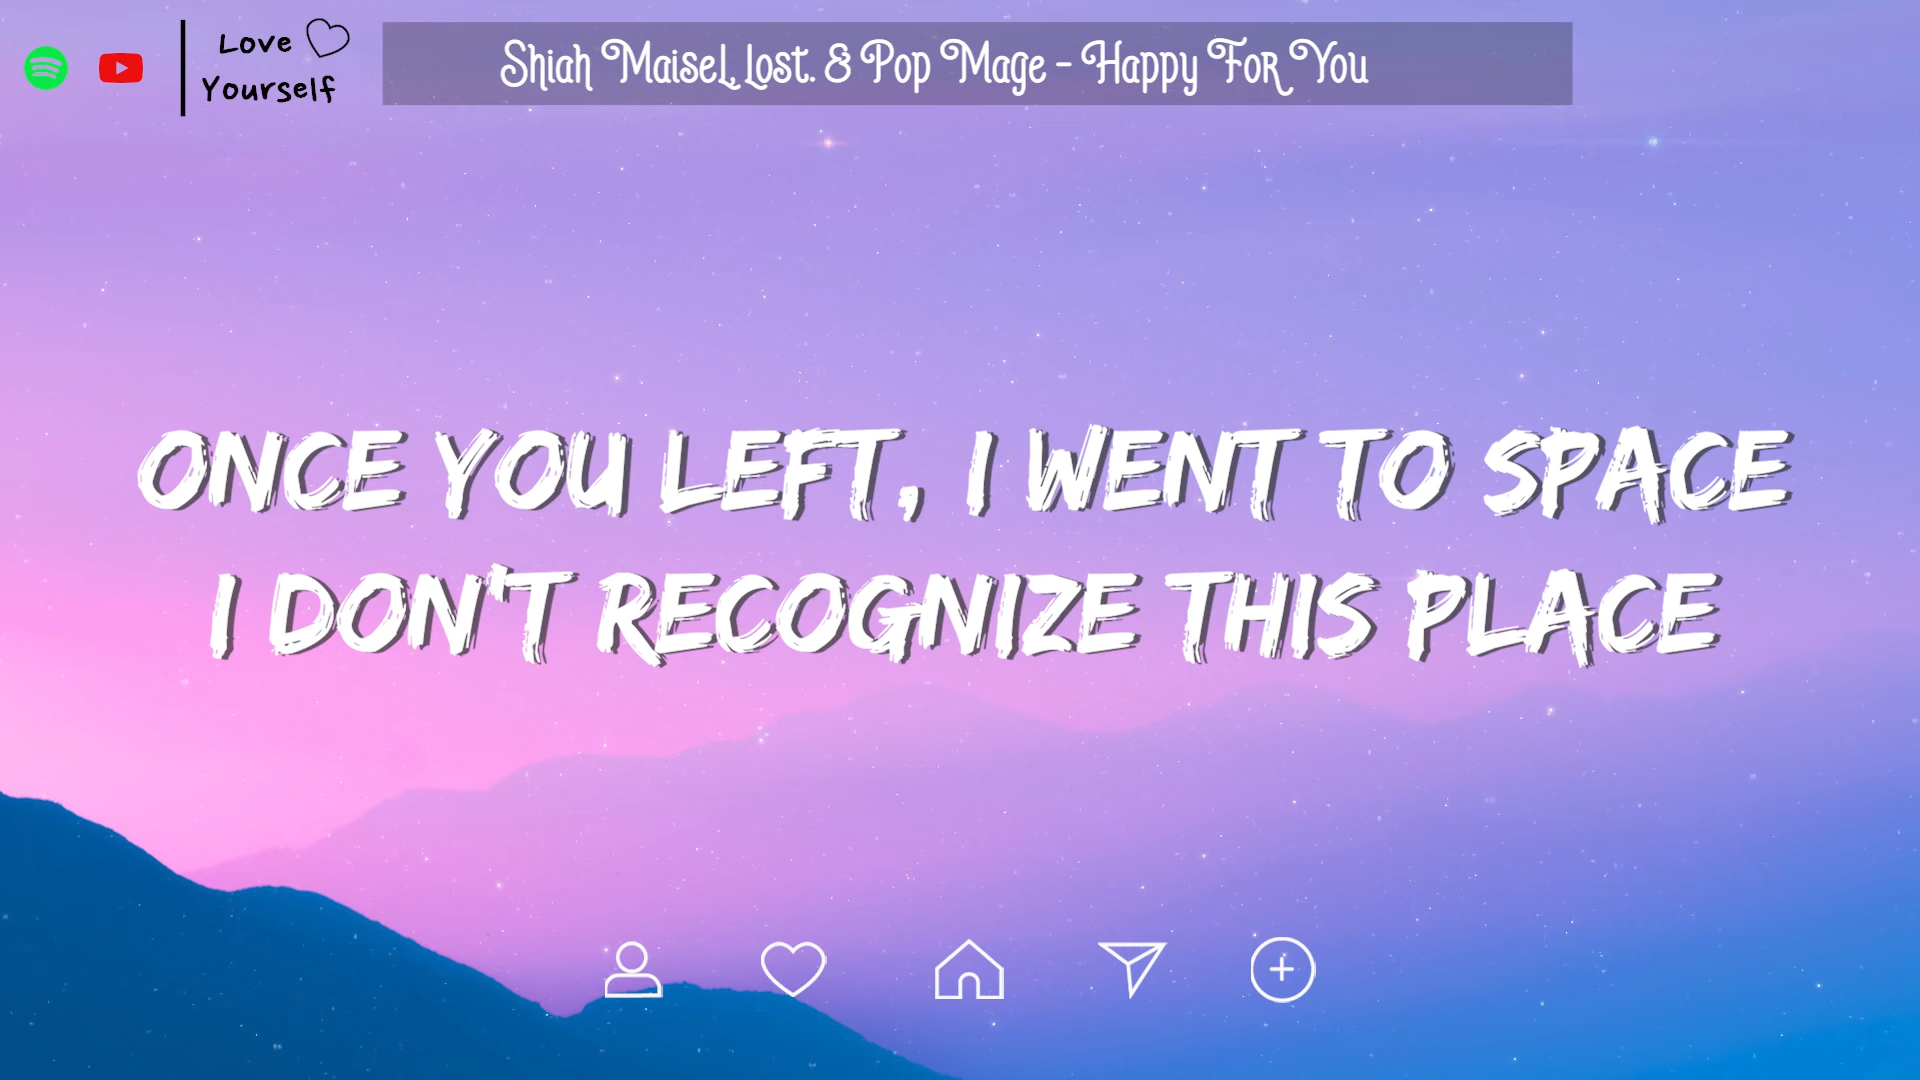 Love
Yourself
Shiah Maisel, lost. & Pop Mage - Happy For You
ONCE YOU LEFT, I WENT TO SPACE
I DON'T RECOGNIZE THIS PLACE